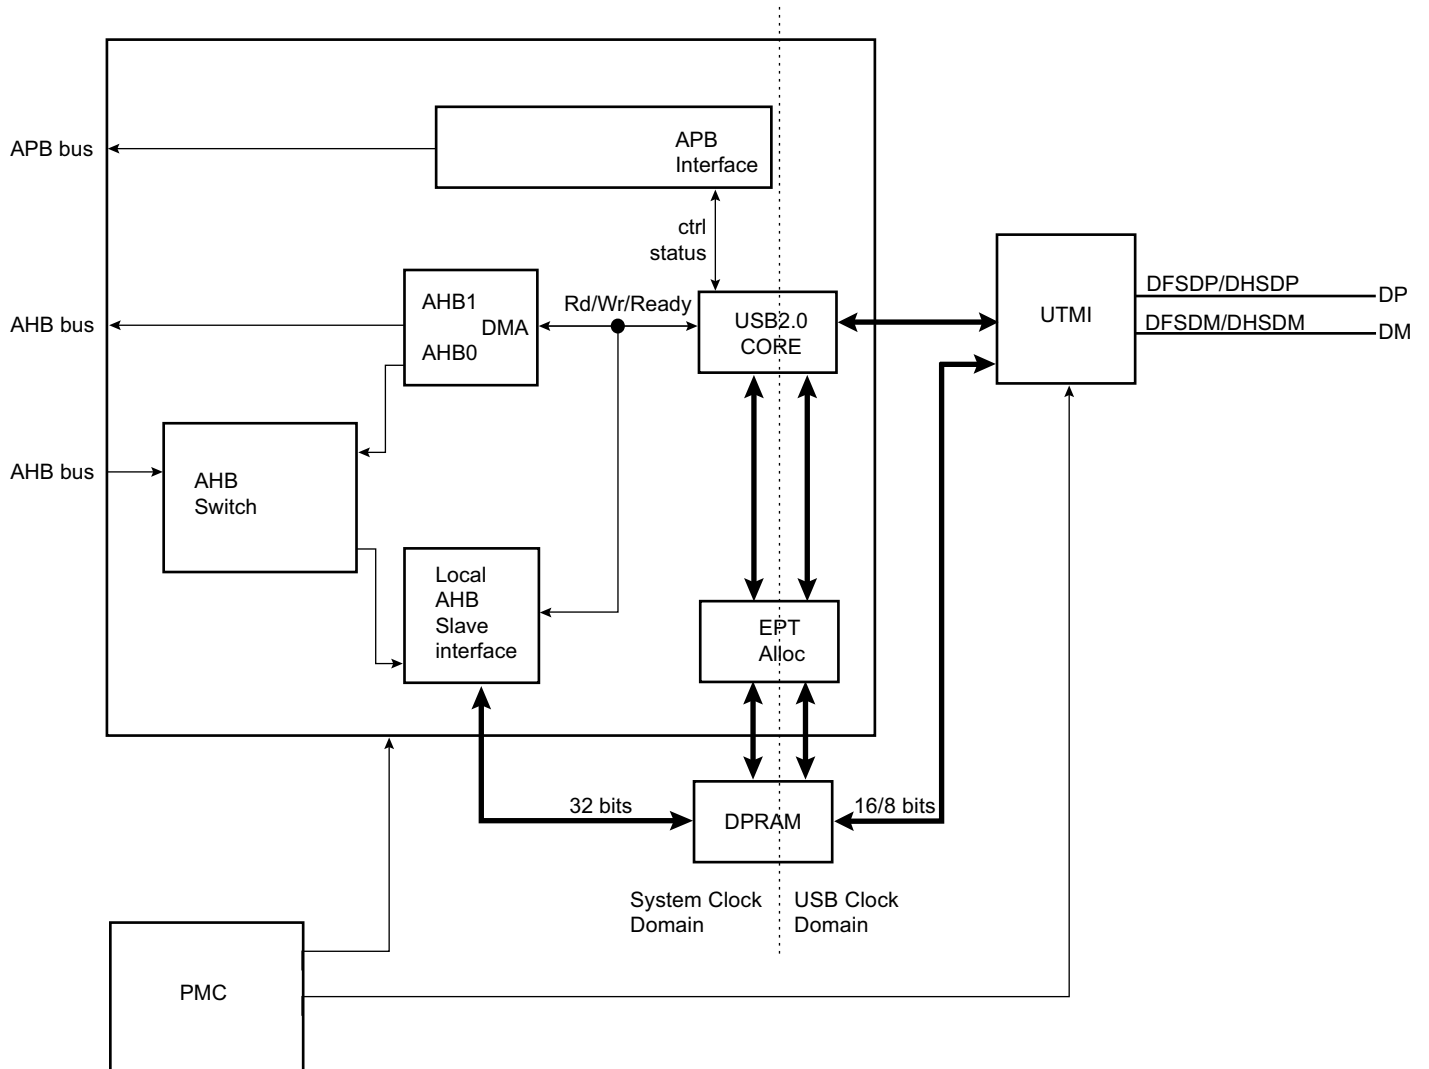 APB bus
APB
Interface
ctrl
status
AHB bus
AHB1
DMA
AHB0
Rd/Wr/Ready
USB2.0
CORE
UTMI
DFSDP/DHSDP
DP
DFSDM/DHSDM
DM
AHB bus
AHB
Switch
Local
AHB
Slave
interface
EPT
Alloc
32 bits
DPRAM
16/8 bits
System Clock
Domain
USB Clock
Domain
PMC